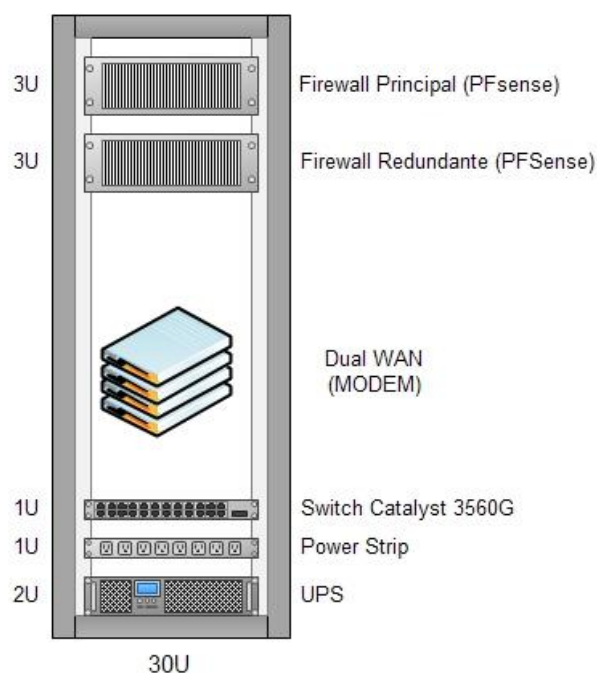 3U Firewall Principal (PFsense)
3U Firewall Redundante (PFSense)
Dual WAN
(MODEM)
1U Switch Catalyst 3560G
1U Power Strip
2U UPS
30U